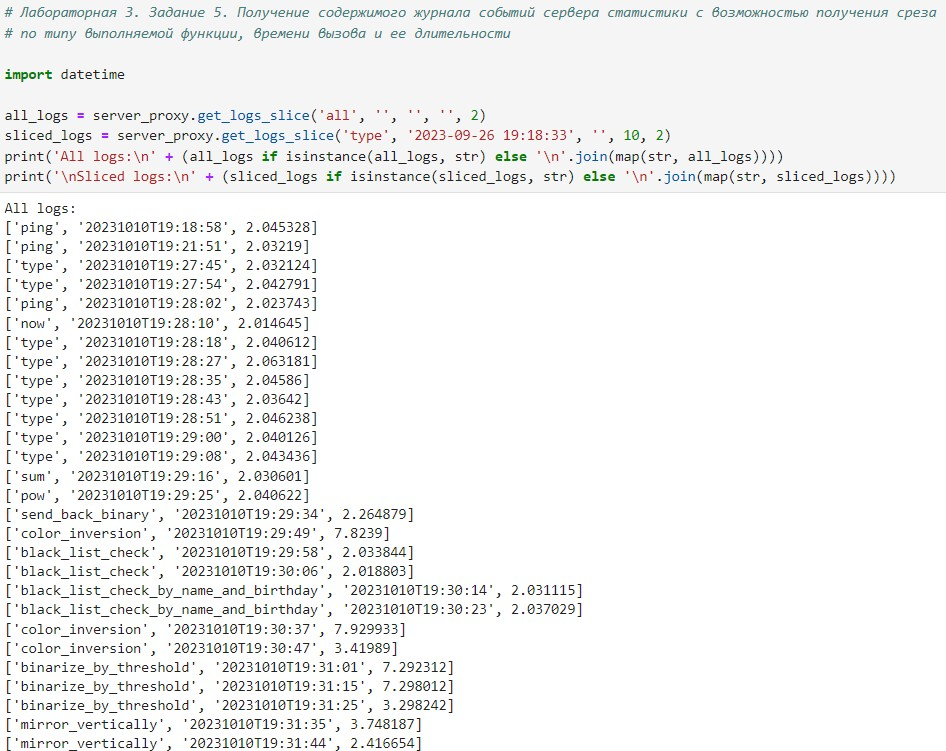 # Лабораторная 3. Задание 5. Получение содержимого журнала событий сервера статистики с возможностью получения среза
# по типу выполняемой функции, времени вызова и ее длительности
import datetime
all_logs = server_proxy.get_logs_slice('all', '', '', '', 2)
sliced_logs = server_proxy.get_logs_slice('type', '2023-09-26 19:18:33', '', 10, 2)
print('All logs:\n' + (all_logs if isinstance(all_logs, str) else '\n'.join(map(str, all_logs))))
print('\nSliced logs:\n' + (sliced_logs if isinstance(sliced_logs, str) else '\n'.join(map(str, sliced_logs))))
All logs:
['ping', '20231010T19:18:58', 2.045328]
['ping', '20231010T19:21:51', 2.03219]
['type', '20231010T19:27:45', 2.032124]
['type', '20231010T19:27:54', 2.042791]
['ping', '20231010T19:28:02', 2.023743]
['now', '20231010T19:28:10', 2.014645]
['type', '20231010T19:28:18', 2.040612]
['type', '20231010T19:28:27', 2.063181]
['type', '20231010T19:28:35', 2.04586]
['type', '20231010T19:28:43', 2.03642]
['type', '20231010T19:28:51', 2.046238]
['type', '20231010T19:29:00', 2.040126]
['type', '20231010T19:29:08', 2.043436]
['sum', '20231010T19:29:16', 2.030601]
['pow', '20231010T19:29:25', 2.040622]
['send_back_binary', '20231010T19:29:34', 2.264879]
['color_inversion', '20231010T19:29:49', 7.8239]
['black_list_check', '20231010T19:29:58', 2.033844]
['black_list_check', '20231010T19:30:06', 2.018803]
['black_list_check_by_name_and_birthday', '20231010T19:30:14', 2.031115]
['black_list_check_by_name_and_birthday', '20231010T19:30:23', 2.037029]
['color_inversion', '20231010T19:30:37', 7.929933]
['color_inversion', '20231010T19:30:47', 3.41989]
['binarize_by_threshold', '20231010T19:31:01', 7.292312]
['binarize_by_threshold', '20231010T19:31:15', 7.298012]
['binarize_by_threshold', '20231010T19:31:25', 3.298242]
['mirror_vertically', '20231010T19:31:35', 3.748187]
['mirror_vertically', '20231010T19:31:44', 2.416654]